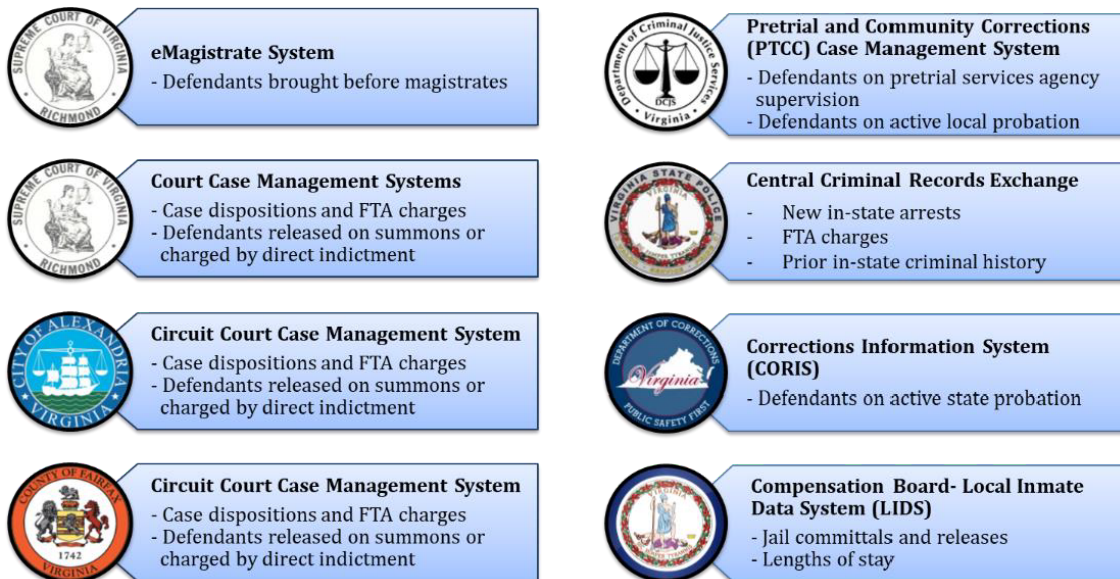 SUPREME COURT OF VIRGINIA
RICHMOND
eMagistrate System
- Defendants brought before magistrates
SUPREME COURT OF VIRGINIA
RICHMOND
Court Case Management Systems
- Case dispositions and FTA charges
- Defendants released on summons or
charged by direct indictment
CITY OF ALEXANDRIA
VIRGINIA
Circuit Court Case Management System
- Case dispositions and FTA charges
- Defendants released on summons or
charged by direct indictment
COUNTY OF FAIRFAX
1742
VIRGINIA
Circuit Court Case Management System
- Case dispositions and FTA charges
- Defendants released on summons or
charged by direct indictment
Department of Criminal Justice Services
DCJS
Virginia
Pretrial and Community Corrections
(PTCC) Case Management System
- Defendants on pretrial services agency
supervision
- Defendants on active local probation
VIRGINIA STATE POLICE
VIRGINIA
Central Criminal Records Exchange
- New in-state arrests
- FTA charges
- Prior in-state criminal history
DEPARTMENT OF CORRECTIONS
Virginia
PUBLIC SAFETY FIRST
Corrections Information System
(CORIS)
- Defendants on active state probation
VIRGINIA
Compensation Board- Local Inmate
Data System (LIDS)
- Jail committals and releases
- Lengths of stay